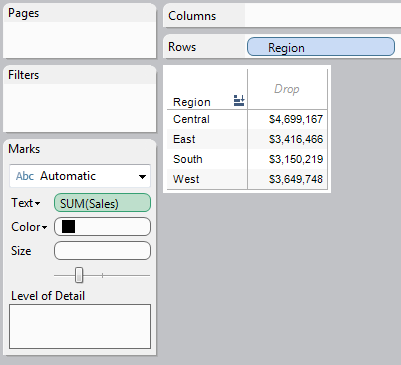 Pages
Columns
Rows
Region
Filters
Drop
Region
Central $4,699,167
East $3,416,466
South $3,150,219
West $3,649,748
Marks
Abc Automatic
Text SUM(Sales)
Color
Size
Level of Detail